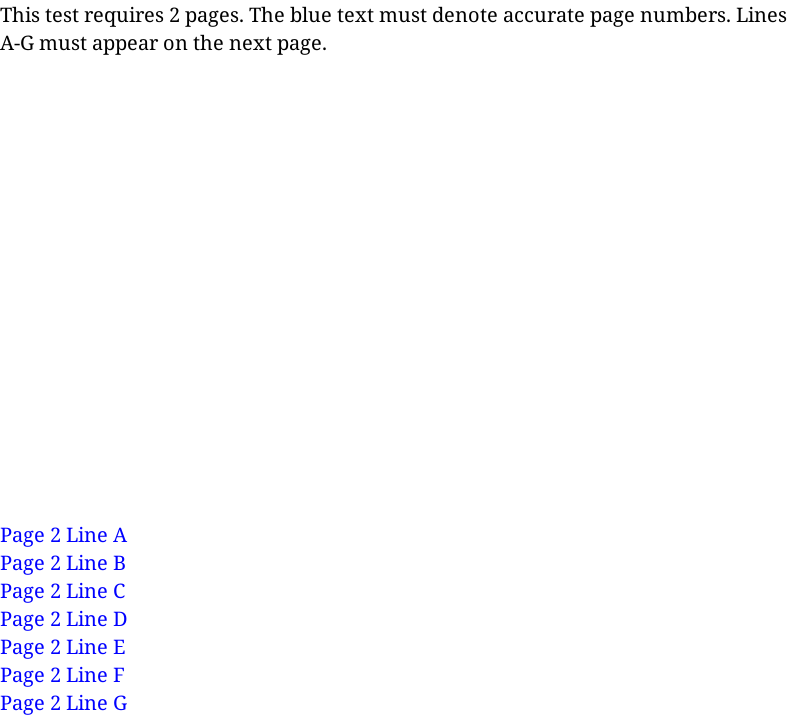 This test requires 2 pages. The blue text must denote accurate page numbers. Lines
A-G must appear on the next page.
Page 2 Line A
Page 2 Line B
Page 2 Line C
Page 2 Line D
Page 2 Line E
Page 2 Line F
Page 2 Line G